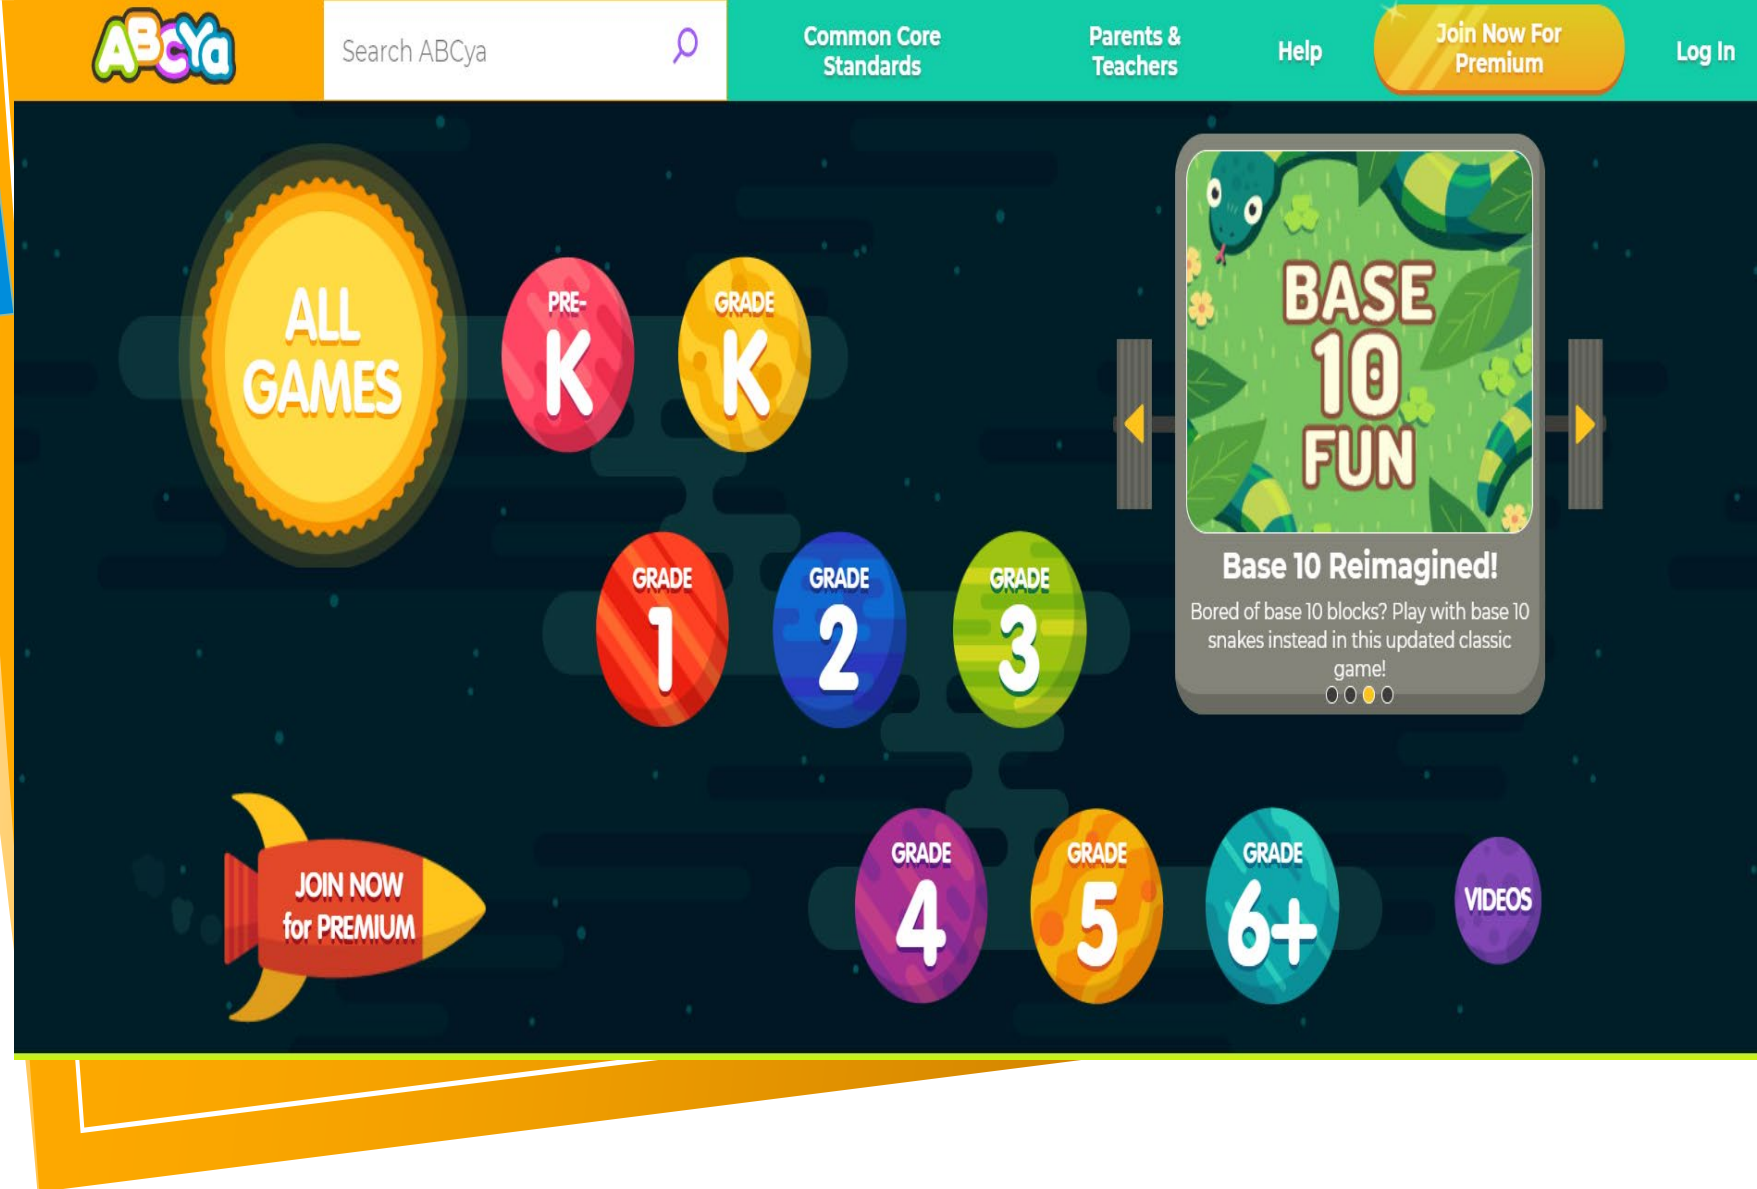 ABCYa
Search ABCya
Common Core
Standards
Parents &
Teachers
Help
Join Now For
Premium
Log In
ALL
GAMES
PRE-
K
GRADE
K
BASE
10
FUN
Base 10 Reimagined!
Bored of base 10 blocks? Play with base 10
snakes instead in this updated classic
game!
GRADE
1
GRADE
2
GRADE
3
JOIN NOW
for PREMIUM
GRADE
4
GRADE
5
GRADE
6+
VIDEOS